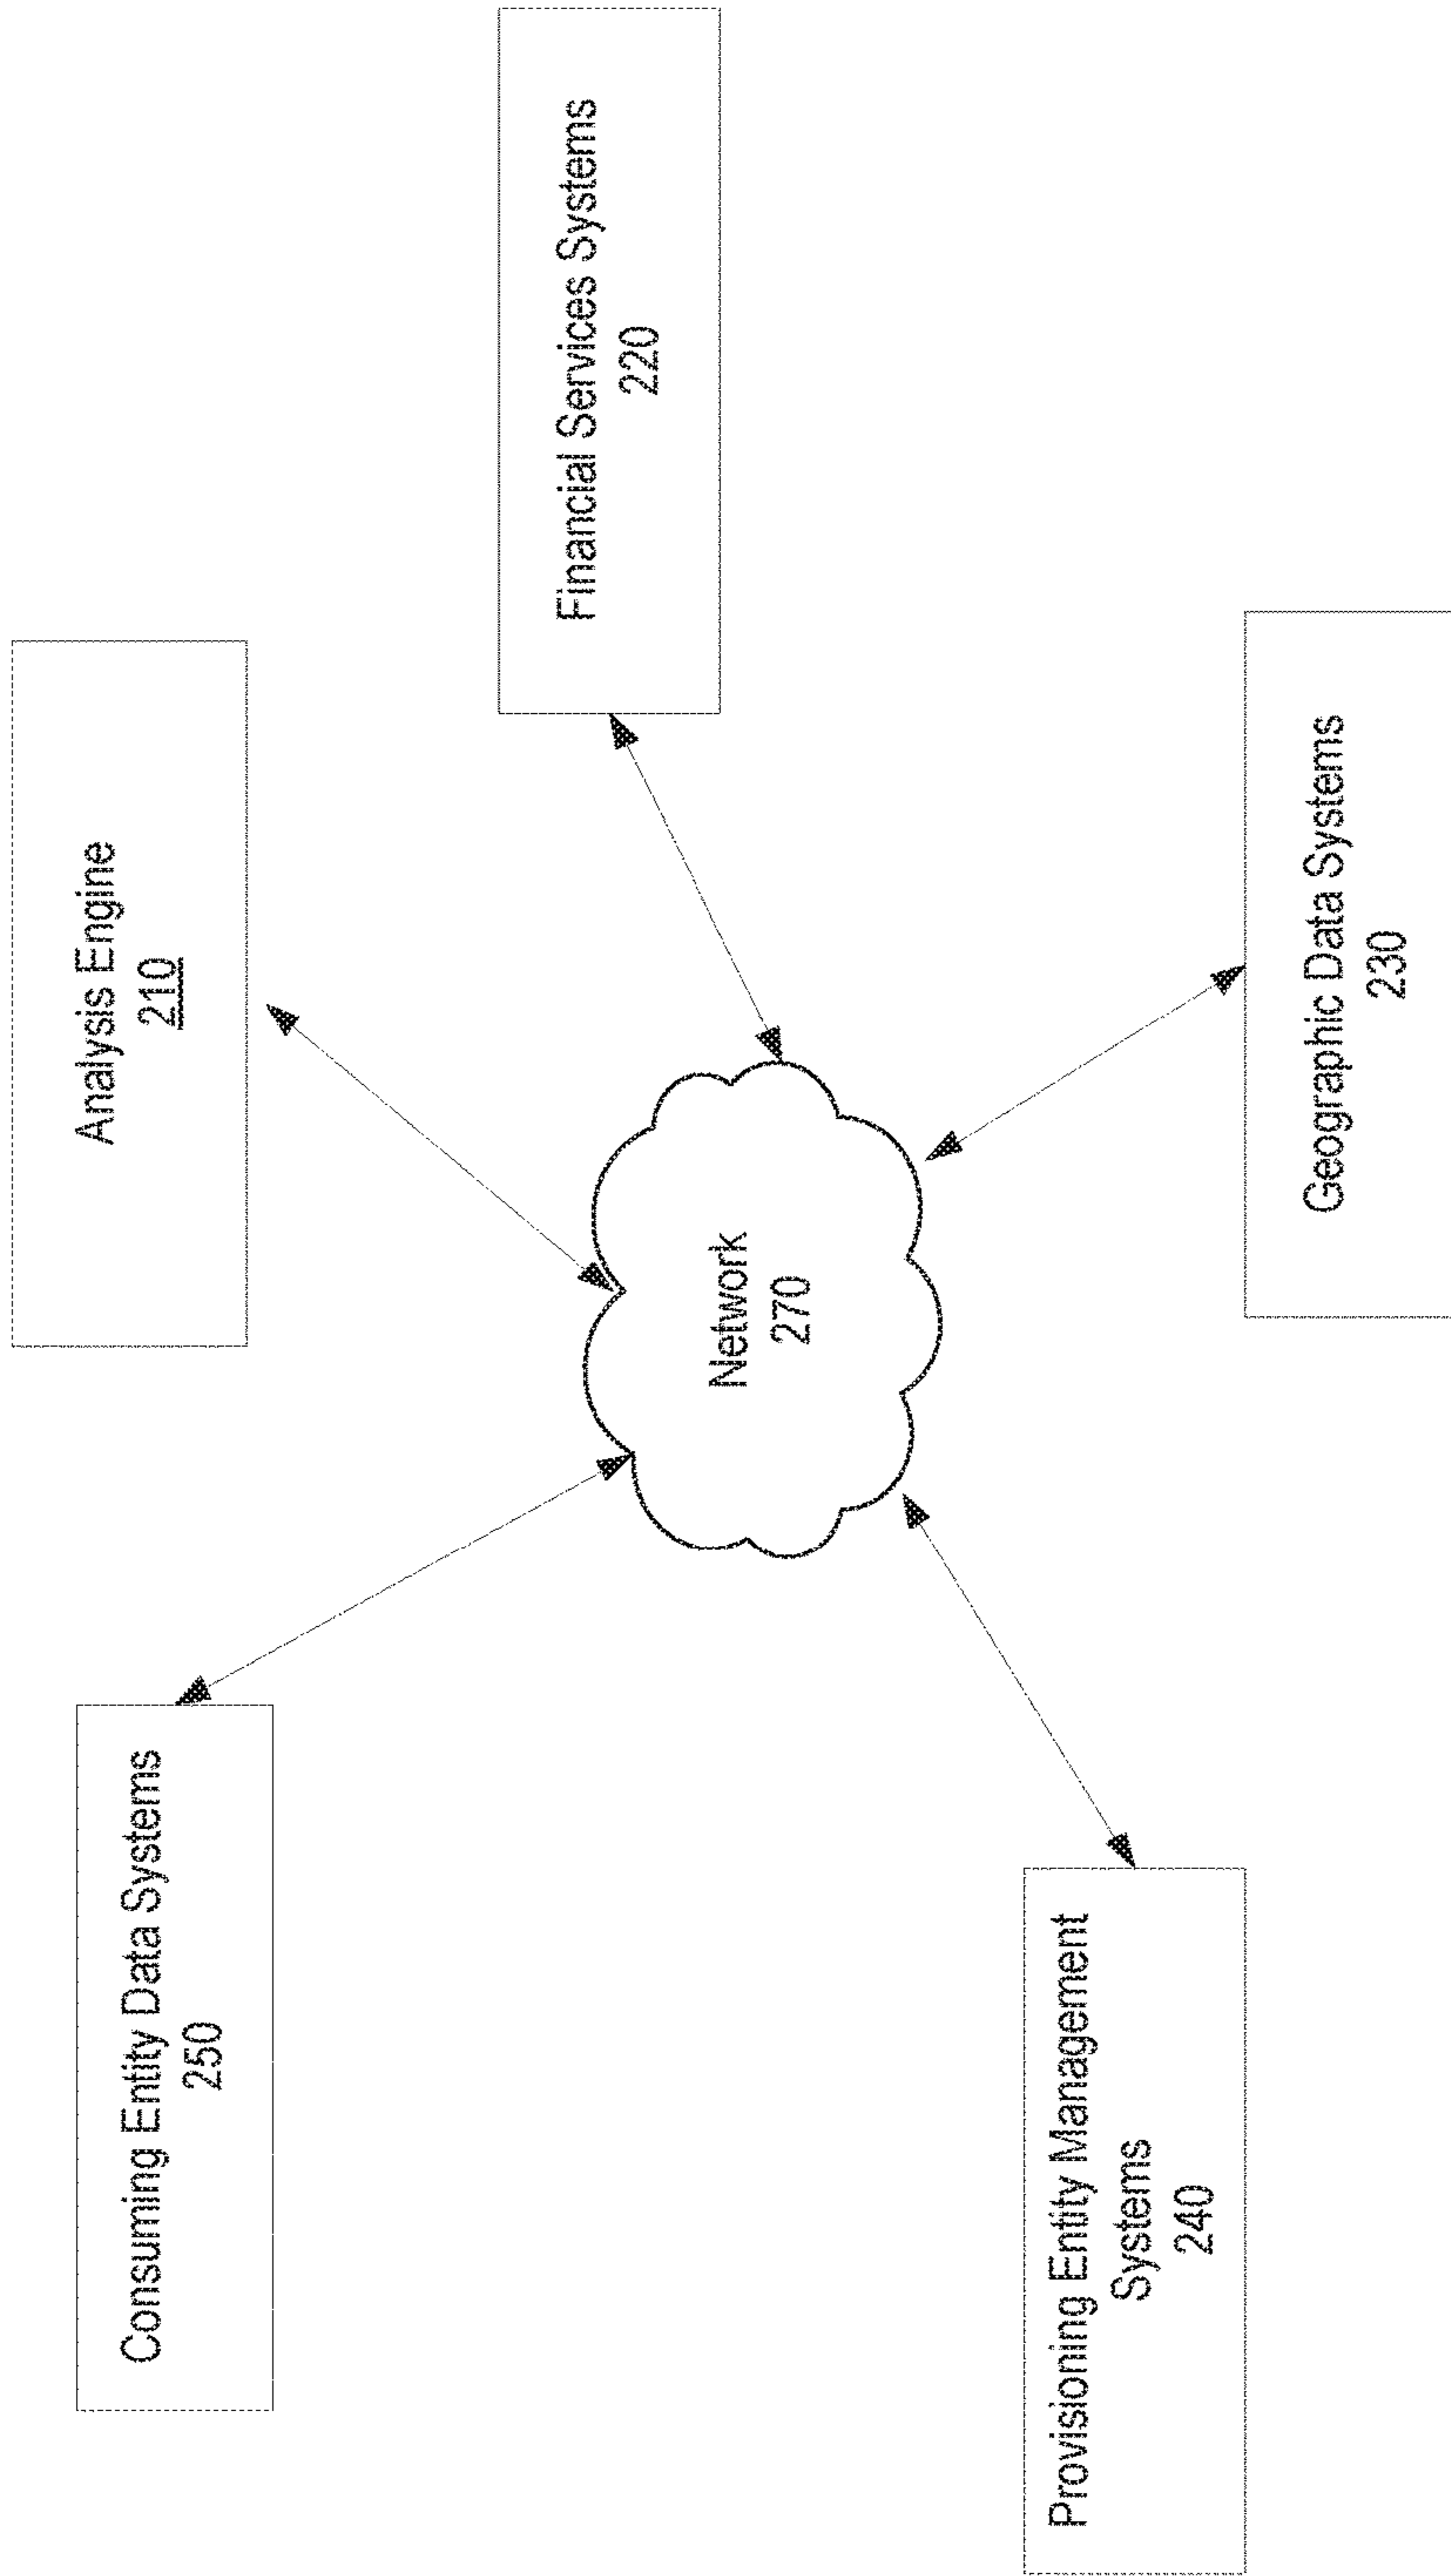 Analysis Engine
210
Consuming Entity Data Systems
250
Financial Services Systems
220
Network
270
Provisioning Entity Management
Systems
240
Geographic Data Systems
230